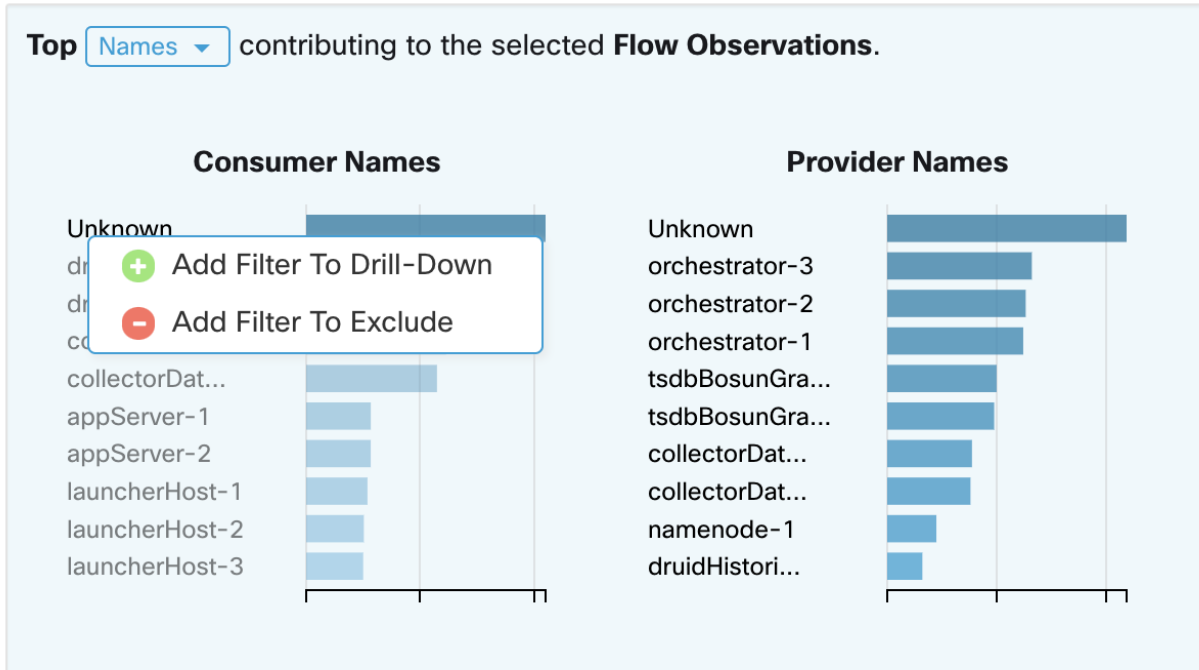 Top Names contributing to the selected Flow Observations.
Consumer Names
Unknown
Add Filter To Drill-Down
Add Filter To Exclude
collectorDat...
appServer-1
appServer-2
launcherHost-1
launcherHost-2
launcherHost-3
Provider Names
Unknown
orchestrator-3
orchestrator-2
orchestrator-1
tsdbBosunGra...
tsdbBosunGra...
collectorDat...
collectorDat...
namenode-1
druidHistori...